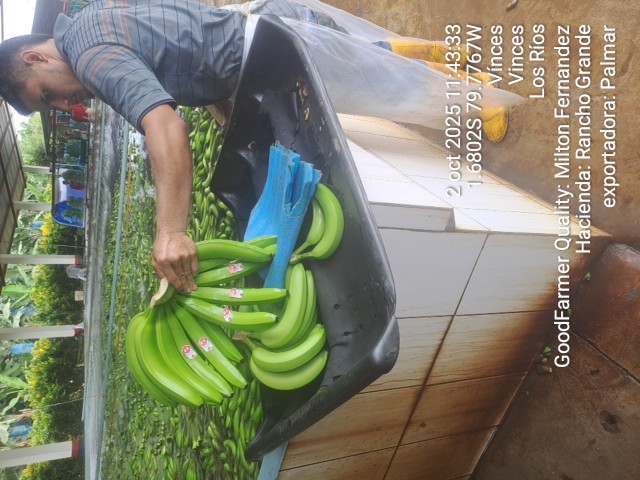 2 oct 2025 11:43:33
1.6802S 79.7767W
Vínces
Vinces
Los Ríos
GoodFarmer Quality: Milton Fernandez
Hacienda: Rancho Grande
exportadora: Palmar